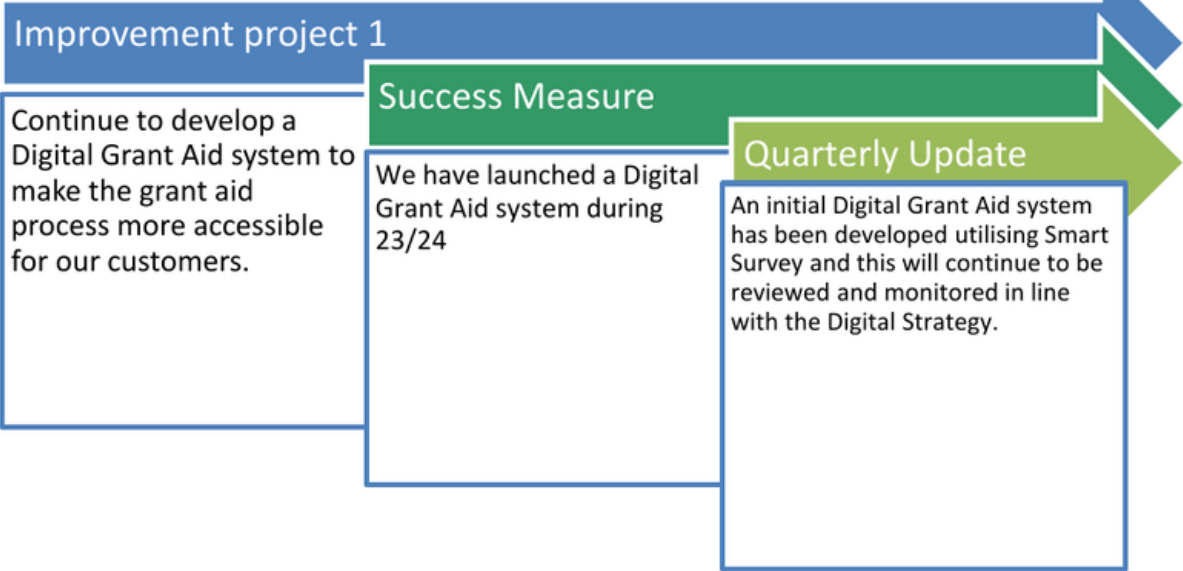 Improvement project 1
Continue to develop a
Digital Grant Aid system to
make the grant aid
process more accessible
for our customers.
Success Measure
We have launched a Digital
Grant Aid system during
23/24
Quarterly Update
An initial Digital Grant Aid system
has been developed utilising Smart
Survey and this will continue to be
reviewed and monitored in line
with the Digital Strategy.